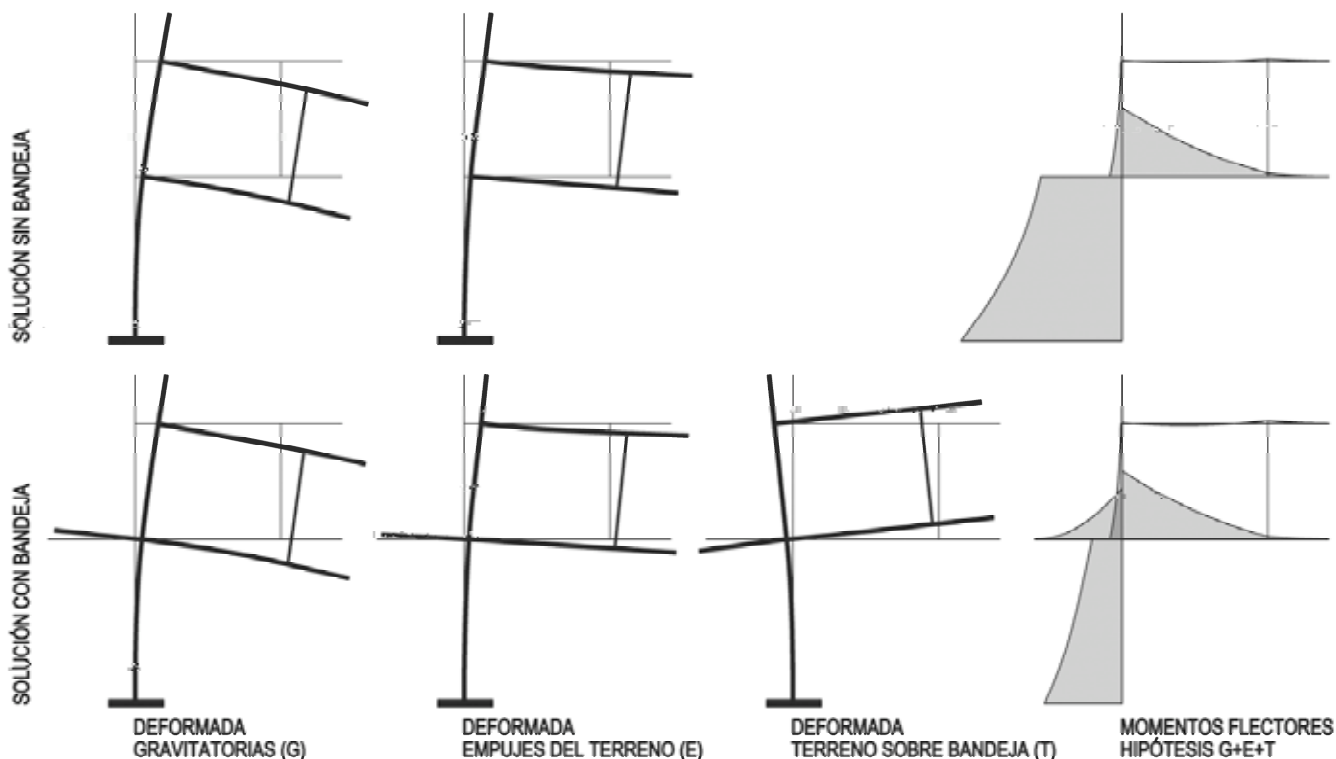 SOLUCIÓN SIN BANDEJA
SOLUCIÓN CON BANDEJA
DEFORMADA
GRAVITATORIAS (G)
DEFORMADA
EMPUJES DEL TERRENO (E)
DEFORMADA
TERRENO SOBRE BANDEJA (T)
MOMENTOS FLECTORES
HIPÓTESIS G+E+T